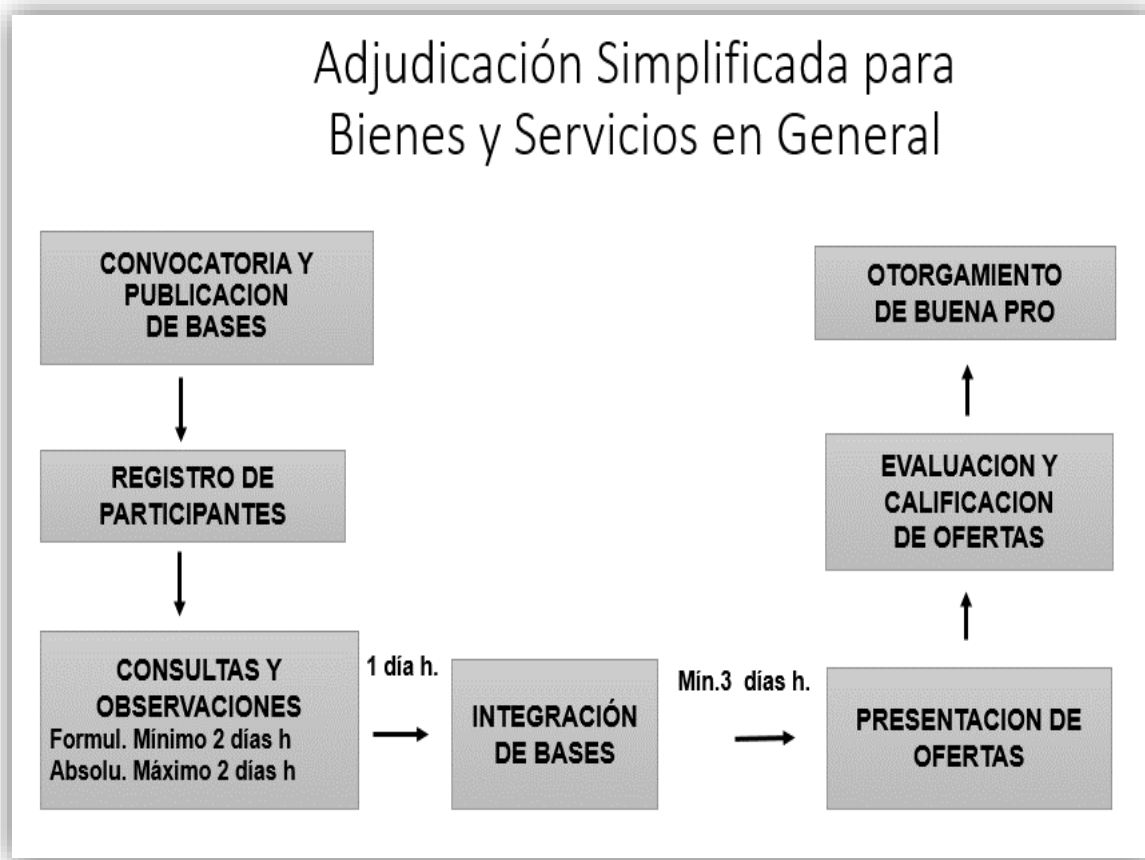 Adjudicación Simplificada para
Bienes y Servicios en General
CONVOCATORIA Y
PUBLICACION
DE BASES
REGISTRO DE
PARTICIPANTES
CONSULTAS Y
OBSERVACIONES
Formul. Mínimo 2 días h
Absolu. Máximo 2 días h
1 día h.
INTEGRACIÓN
DE BASES
Mín.3 días h.
PRESENTACION DE
OFERTAS
EVALUACION Y
CALIFICACION
DE OFERTAS
OTORGAMIENTO
DE BUENA PRO